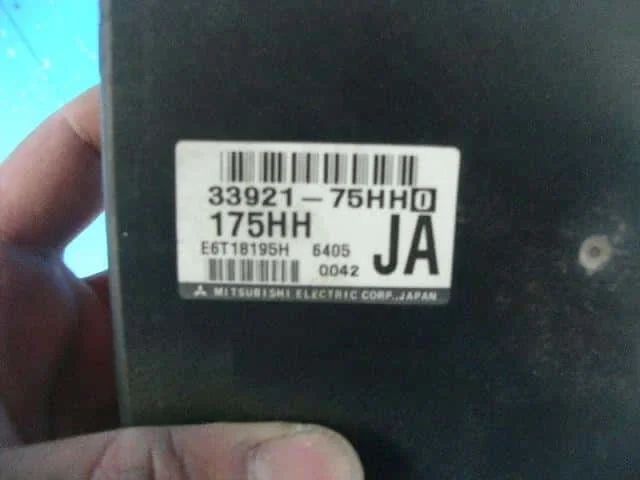 33921-75HH0
175HH
JA
E6T18195H 6405
0042
MITSUBISHI ELECTRIC CORP., JAPAN